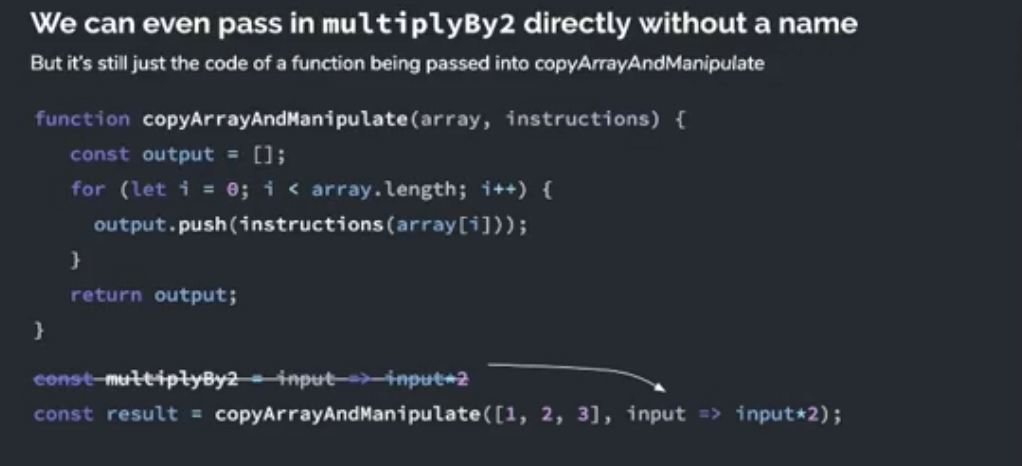 We can even pass in multiplyBy2 directly without a name
But it's still just the code of a function being passed into copyArrayAndManipulate
function copyArrayAndManipulate(array, instructions) {
const output = [];
for (let i = 0; i < array.length; i++) {
output.push(instructions(array[i]));
}
return output;
}
const multiplyBy2 = input => input*2
const result = copyArrayAndManipulate([1, 2, 3], input => input*2);